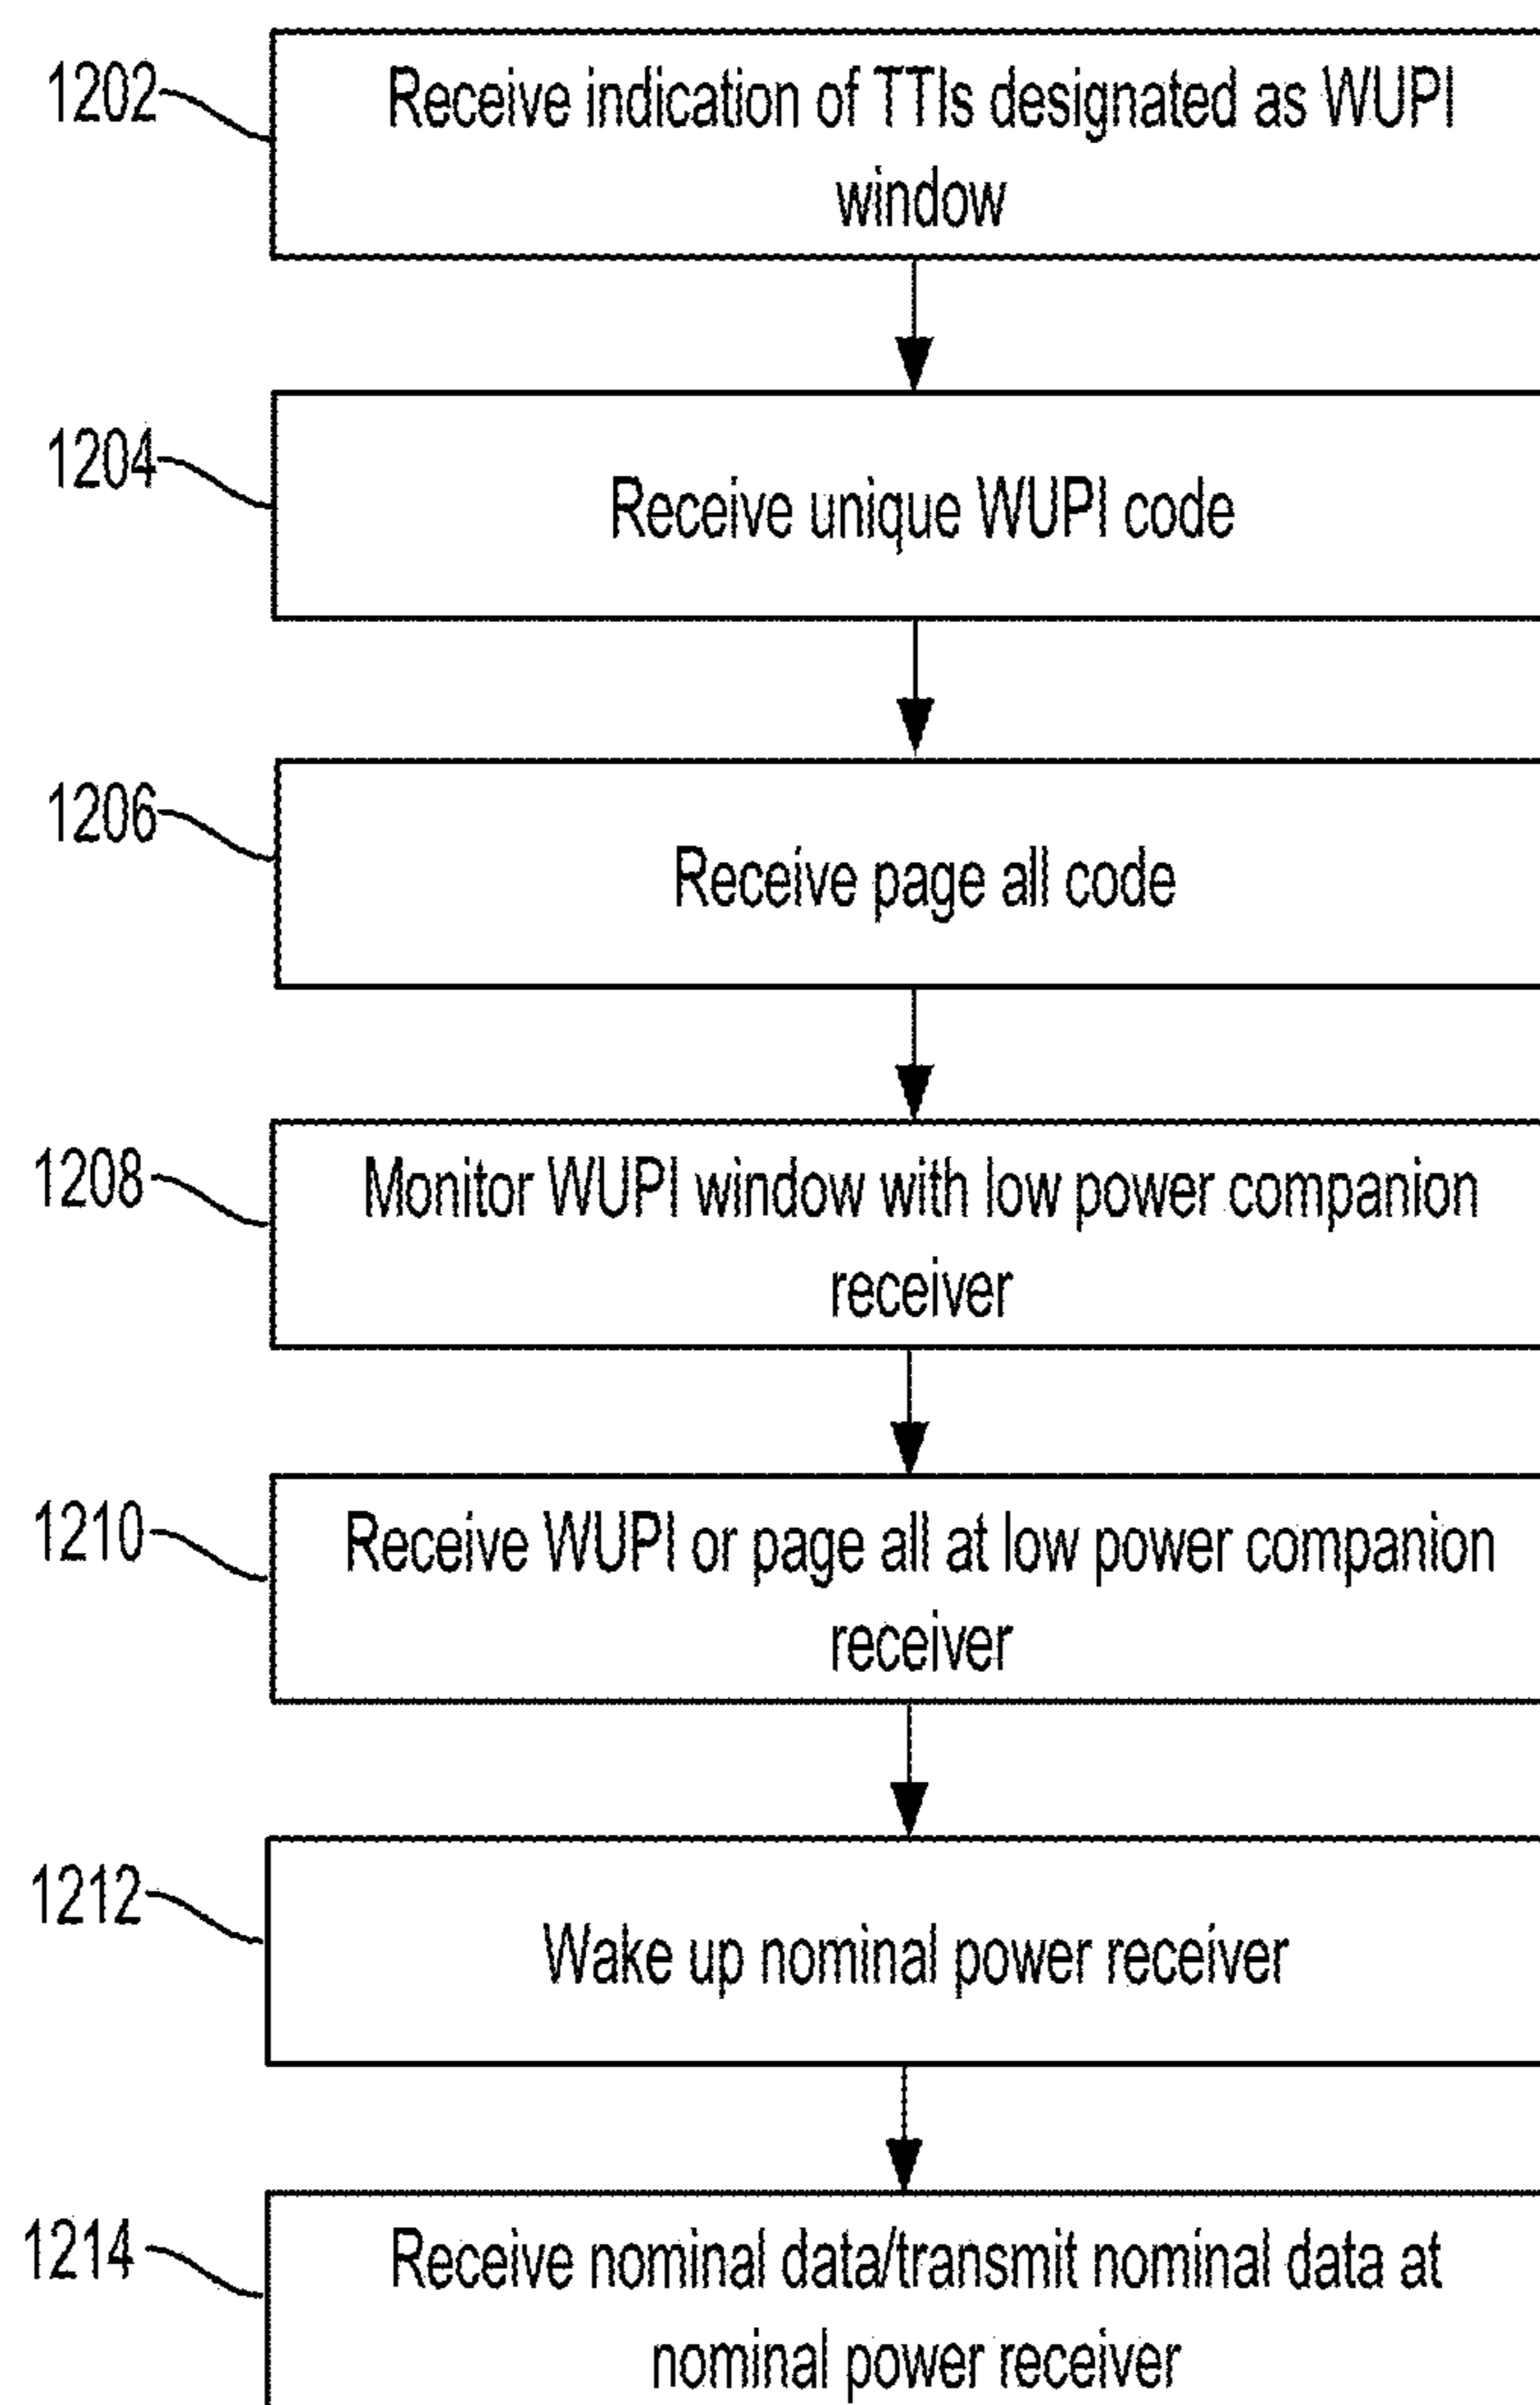 1202
Receive indication of TTIs designated as WUPI
window
1204
Receive unique WUPI code
1206
Receive page all code
1208
Monitor WUPI window with low power companion
receiver
1210
Receive WUPI or page all at low power companion
receiver
1212
Wake up nominal power receiver
1214
Receive nominal data/transmit nominal data at
nominal power receiver